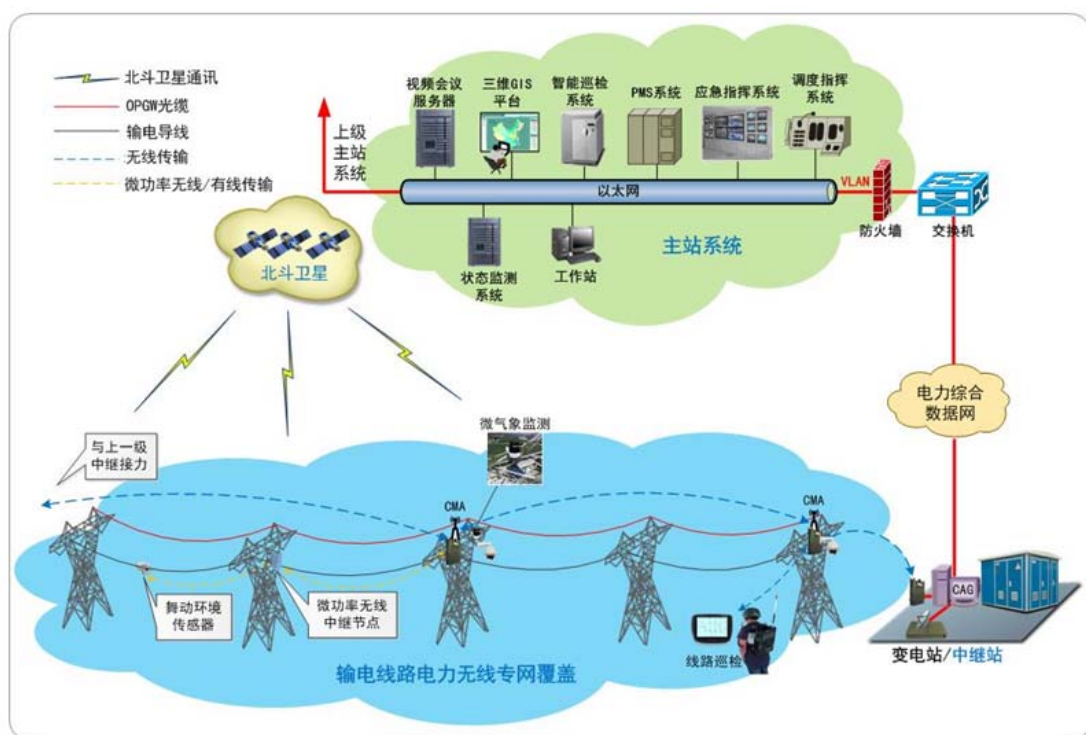 北斗卫星通讯
OPGW光缆
输电导线
无线传输
微功率无线/有线传输
上级
主站
系统
视频会议
服务器
三维GIS
平台
智能巡检
系统
PMS系统
应急指挥系统
调度指挥
系统
以太网
VLAN
防火墙
交换机
状态监测
系统
工作站
主站系统
北斗卫星
电力综合
数据网
与上一级
中继接力
微气象监测
CMA
CMA
舞动环境
传感器
微功率无线
中继节点
线路巡检
CAG
变电站/中继站
输电线路电力无线专网覆盖